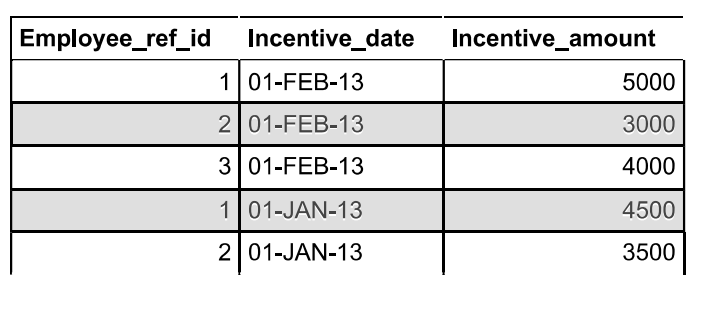 Employee_ref_id Incentive_date Incentive_amount
1 01-FEB-13 5000
2 01-FEB-13 3000
3 01-FEB-13 4000
1 01-JAN-13 4500
2 01-JAN-13 3500